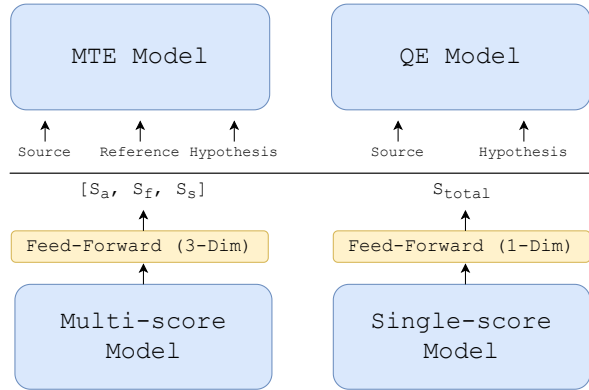 MTE Model
QE Model
Source Reference Hypothesis
Source Hypothesis
[Sa, Sf, Ss]
Stotal
Feed-Forward (3-Dim)
Feed-Forward (1-Dim)
Multi-score
Model
Single-score
Model